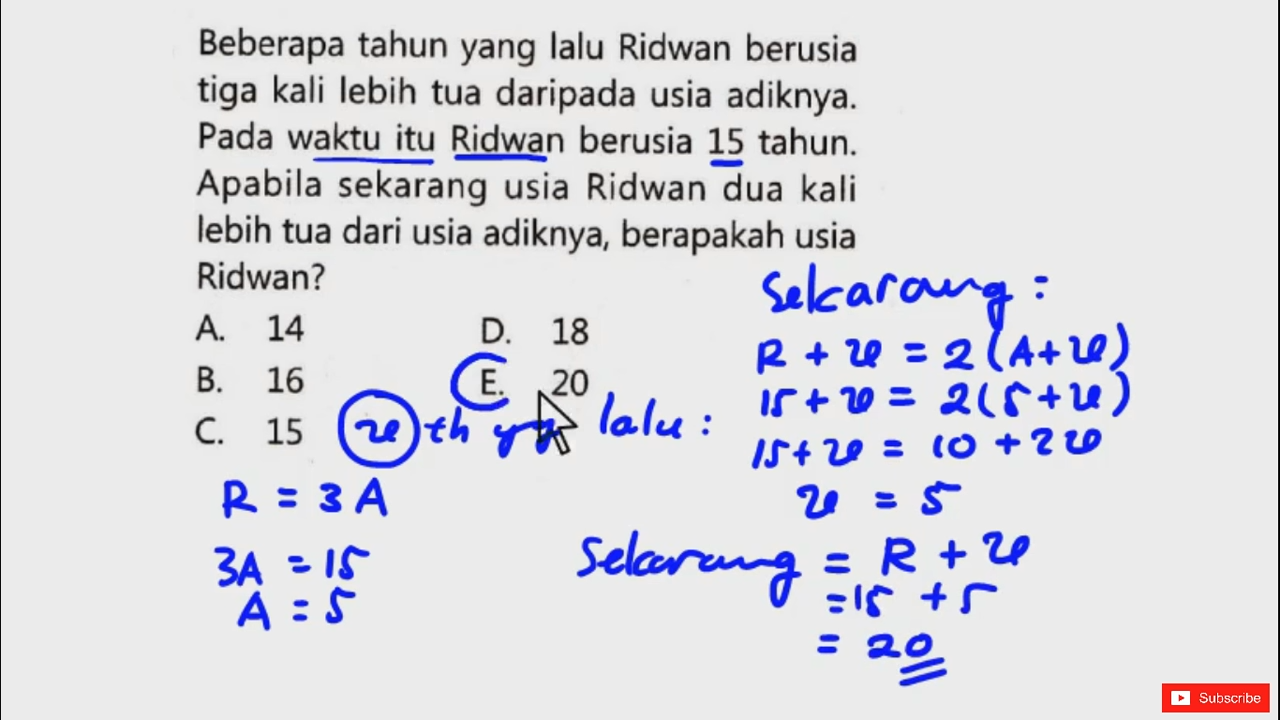 Beberapa tahun yang lalu Ridwan berusia
tiga kali lebih tua daripada usia adiknya.
Pada waktu itu Ridwan berusia 15 tahun.
Apabila sekarang usia Ridwan dua kali
lebih tua dari usia adiknya, berapakah usia
Ridwan?
A. 14
B. 16
C. 15
D. 18
E. 20
x th yg lalu :
R = 3 A
3A = 15
A = 5
Sekarang :
R + x = 2 (A + x)
15 + x = 2 (5 + x)
15 + x = 10 + 2x
x = 5
Sekarang = R + x
= 15 + 5
= 20
Subscribe